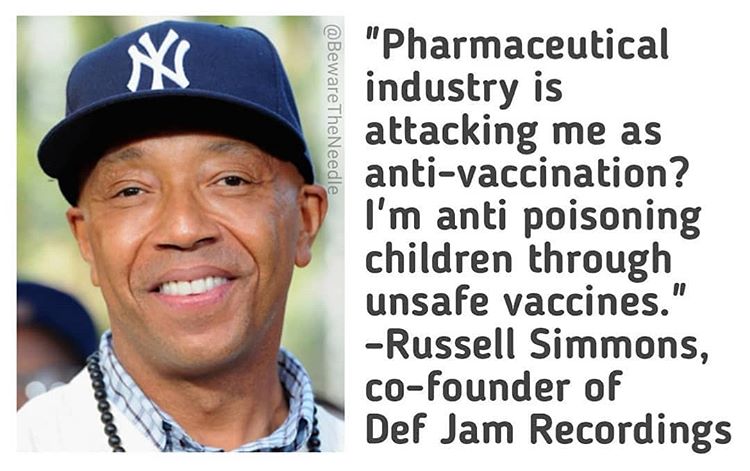 NY
@BewareTheNeedle
"Pharmaceutical
industry is
attacking me as
anti-vaccination?
I'm anti poisoning
children through
unsafe vaccines."
-Russell Simmons,
co-founder of
Def Jam Recordings